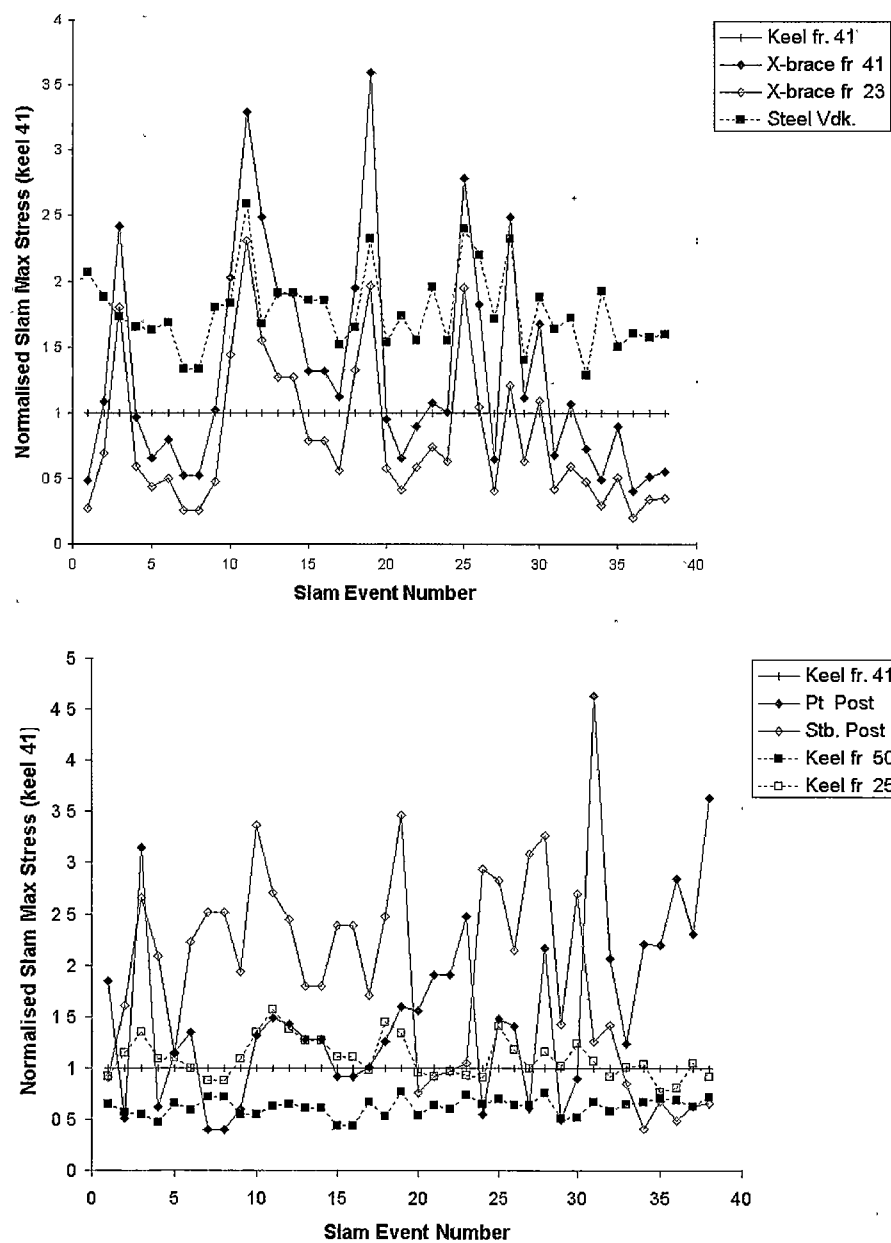 4
3 5
3
2 5
2
1 5
1
0 5
0
0 5 10 15 20 25 30 35 40
Normalised Slam Max Stress (keel 41)
Slam Event Number
Keel fr. 41
X-brace fr 41
X-brace fr 23
Steel Vdk.
5
4 5
4
3.5
3
2 5
2
1 5
1
0 5
0
0 5 10 15 20 25 30 35 40
Normalised Slam Max Stress (keel 41)
Slam Event Number
Keel fr. 41
Pt Post
Stb. Post
Keel fr 50
Keel fr 25